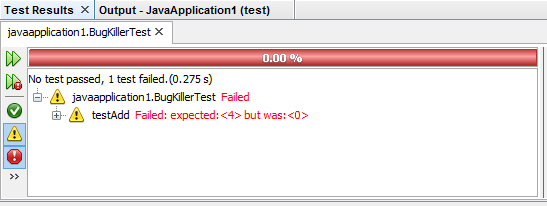 Test Results Output - JavaApplication1 (test)
javaapplication1.BugKillerTest
0.00 %
No test passed, 1 test failed.(0.275 s)
javaapplication1.BugKillerTest Failed
testAdd Failed: expected:<4> but was:<0>